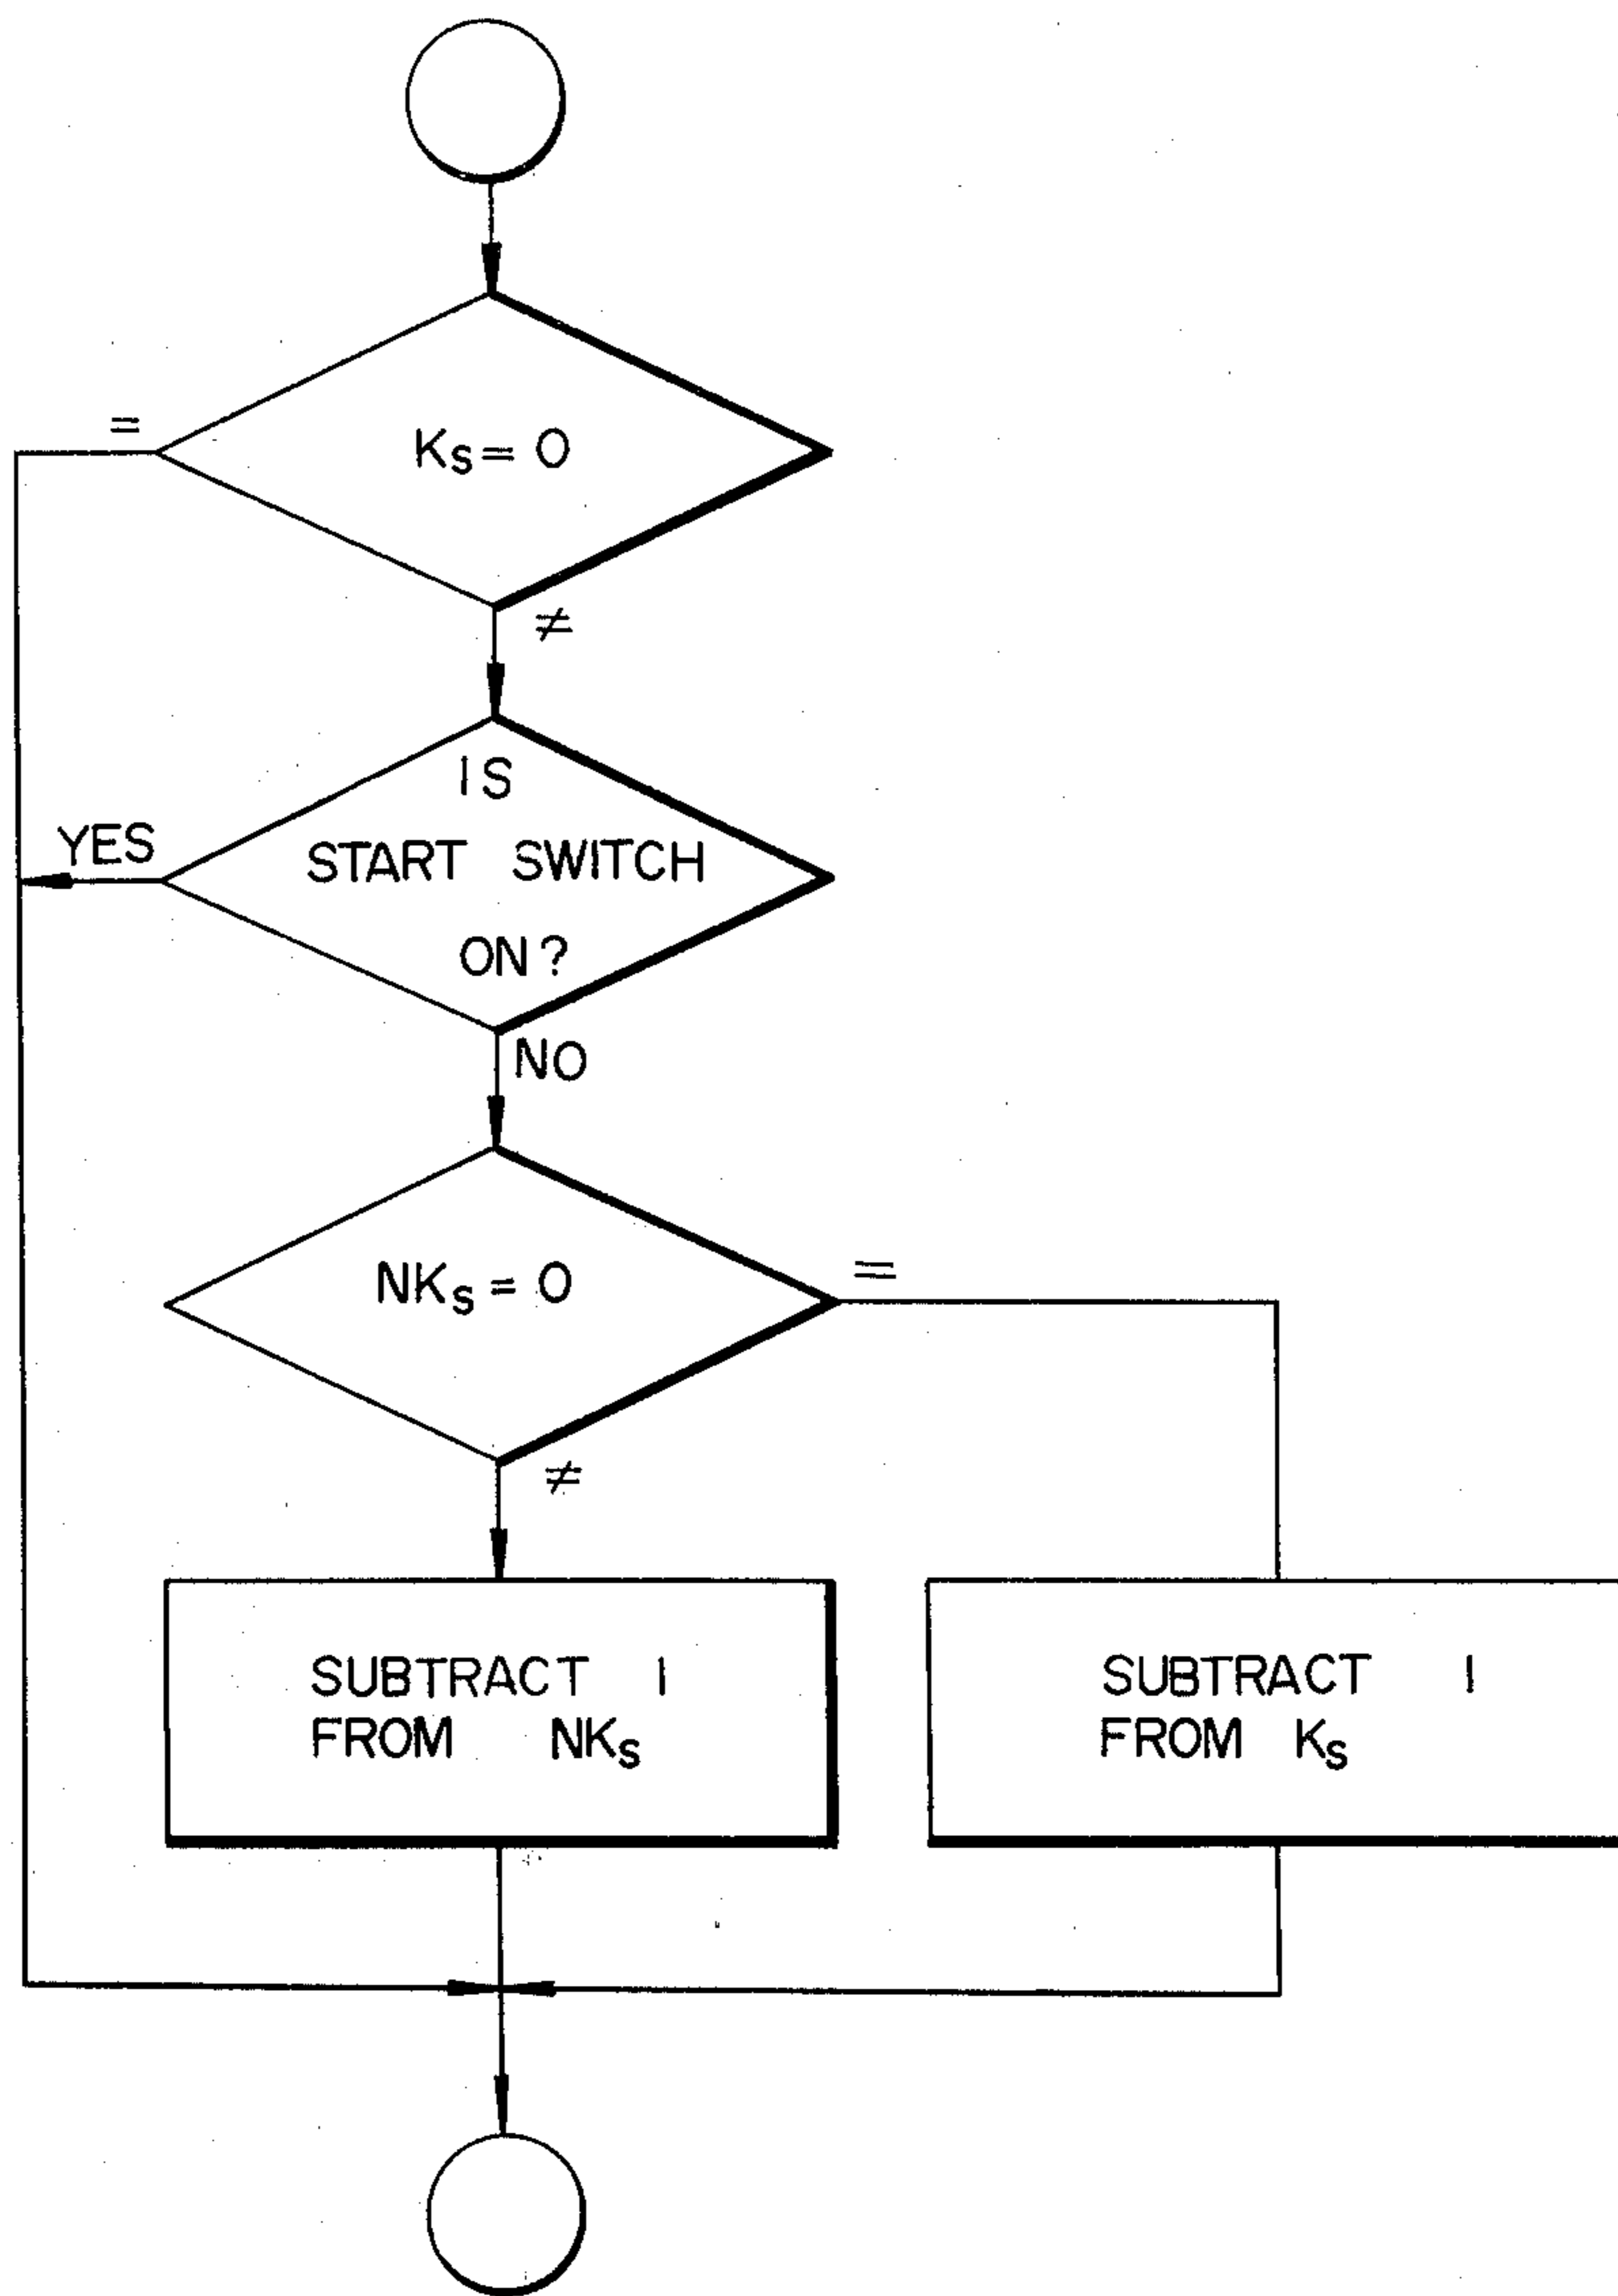 =
Ks = 0
≠
IS
START SWITCH
ON?
YES
NO
NKs = 0
=
≠
SUBTRACT 1
FROM NKs
SUBTRACT 1
FROM Ks